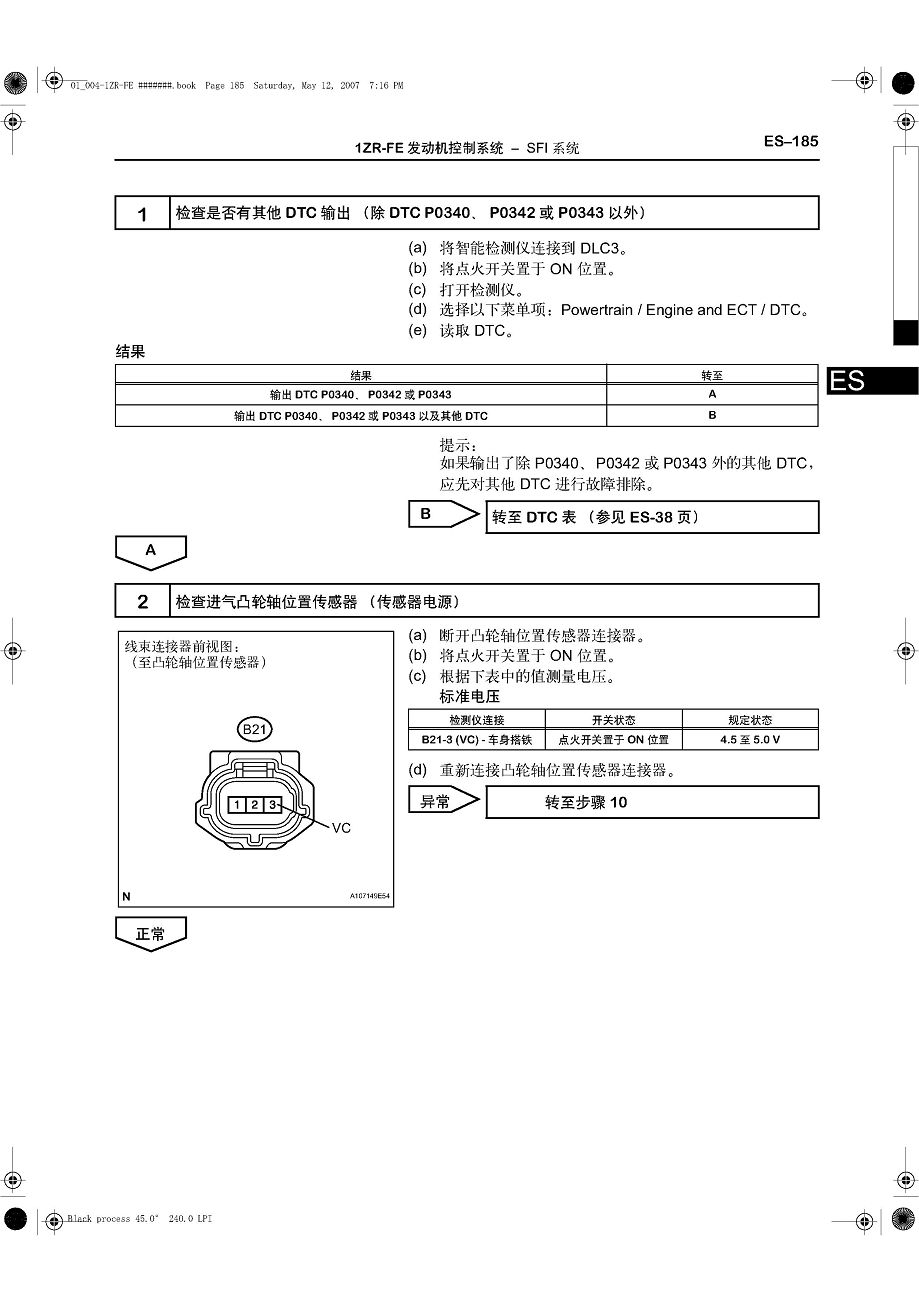 01_004-1ZR-FE #######.book Page 185 Saturday, May 12, 2007 7:16 PM
1ZR-FE 发动机控制系统 – SFI 系统
ES–185
1 检查是否有其他 DTC 输出 （除 DTC P0340、 P0342 或 P0343 以外）
(a) 将智能检测仪连接到 DLC3。
(b) 将点火开关置于 ON 位置。
(c) 打开检测仪。
(d) 选择以下菜单项：Powertrain / Engine and ECT / DTC。
(e) 读取 DTC。
结果
结果 转至
输出 DTC P0340、 P0342 或 P0343 A
输出 DTC P0340、 P0342 或 P0343 以及其他 DTC B
ES
提示：
如果输出了除 P0340、P0342 或 P0343 外的其他 DTC，
应先对其他 DTC 进行故障排除。
B 转至 DTC 表 （参见 ES-38 页）
A
2 检查进气凸轮轴位置传感器 （传感器电源）
线束连接器前视图：
（至凸轮轴位置传感器）
B21
1 2 3
VC
N
A107149E54
(a) 断开凸轮轴位置传感器连接器。
(b) 将点火开关置于 ON 位置。
(c) 根据下表中的值测量电压。
标准电压
检测仪连接 开关状态 规定状态
B21-3 (VC) - 车身搭铁 点火开关置于 ON 位置 4.5 至 5.0 V
(d) 重新连接凸轮轴位置传感器连接器。
异常 转至步骤 10
正常
Black process 45.0° 240.0 LPI